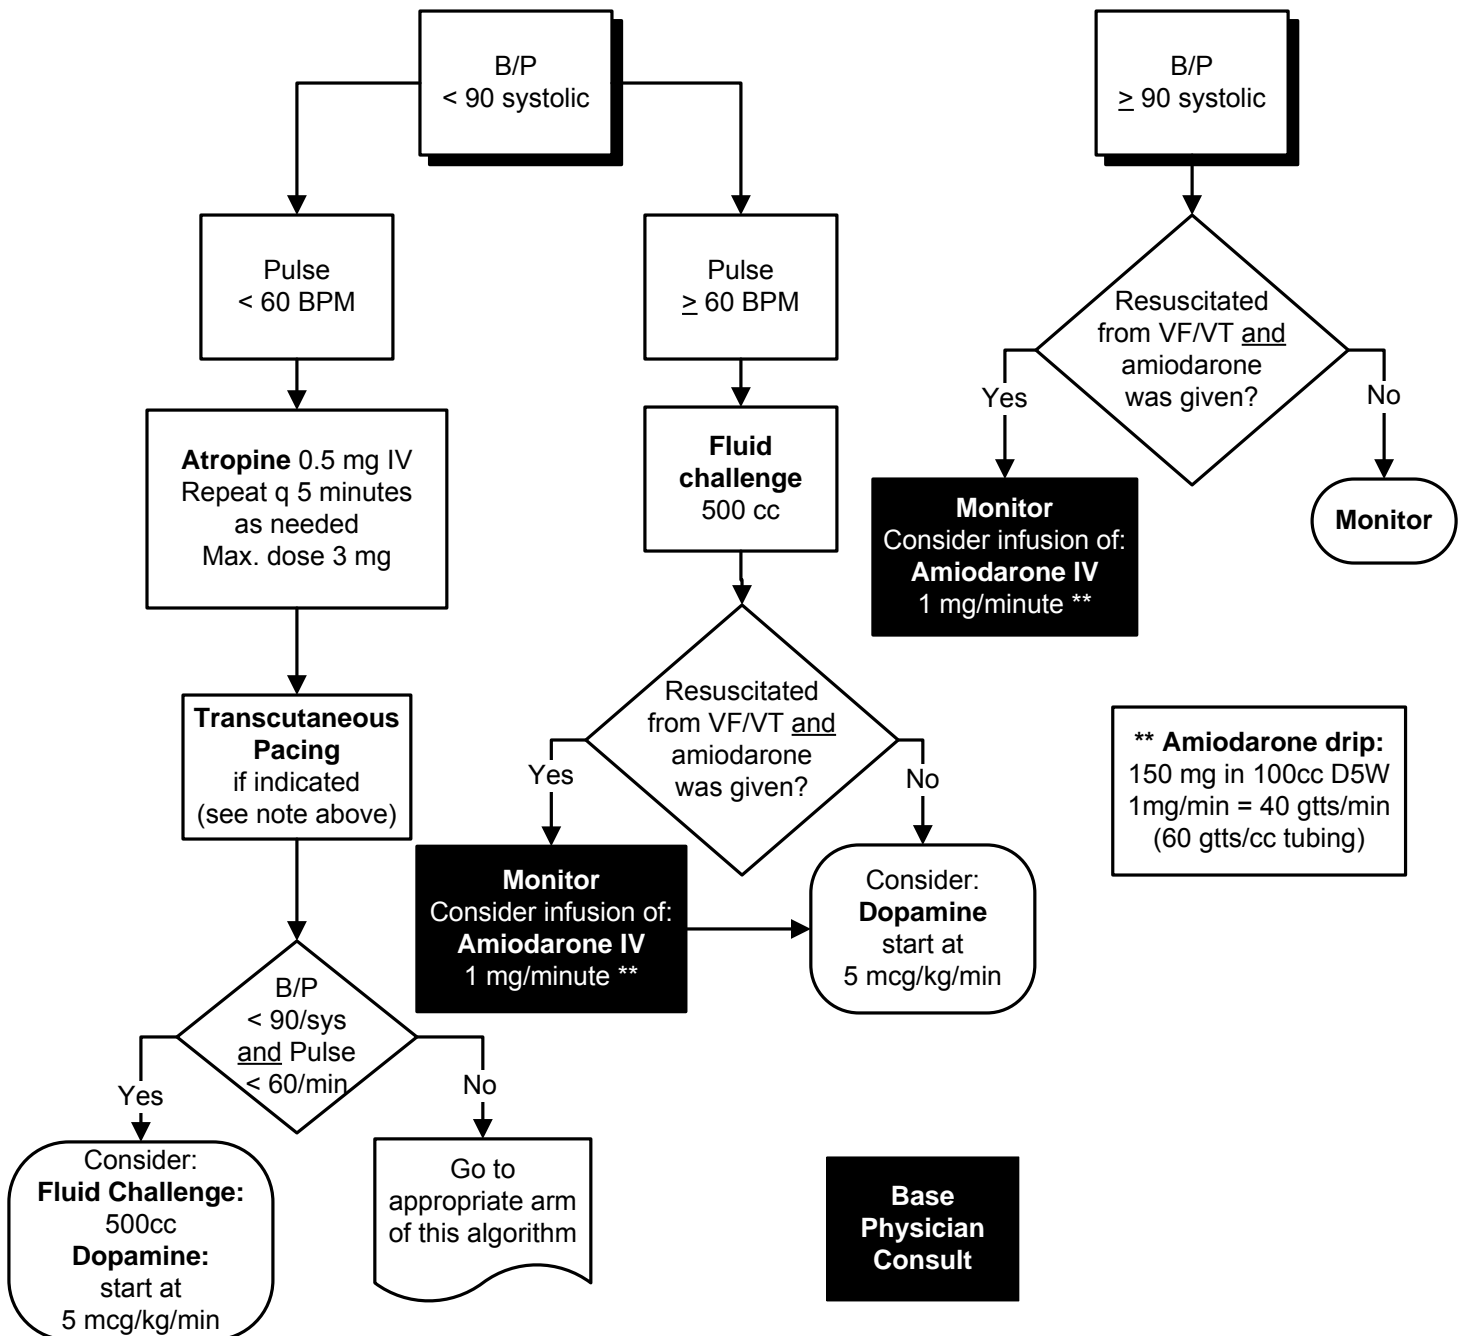 B/P
< 90 systolic
B/P
≥ 90 systolic
Pulse
< 60 BPM
Pulse
≥ 60 BPM
Resuscitated
from VF/VT and
amiodarone
was given?
Yes
No
Atropine 0.5 mg IV
Repeat q 5 minutes
as needed
Max. dose 3 mg
Fluid
challenge
500 cc
Monitor
Consider infusion of:
Amiodarone IV
1 mg/minute **
Monitor
Transcutaneous
Pacing
if indicated
(see note above)
Resuscitated
from VF/VT and
amiodarone
was given?
Yes
No
** Amiodarone drip:
150 mg in 100cc D5W
1mg/min = 40 gtts/min
(60 gtts/cc tubing)
Monitor
Consider infusion of:
Amiodarone IV
1 mg/minute **
Consider:
Dopamine
start at
5 mcg/kg/min
B/P
< 90/sys
and Pulse
< 60/min
Yes
No
Consider:
Fluid Challenge:
500cc
Dopamine:
start at
5 mcg/kg/min
Go to
appropriate arm
of this algorithm
Base
Physician
Consult